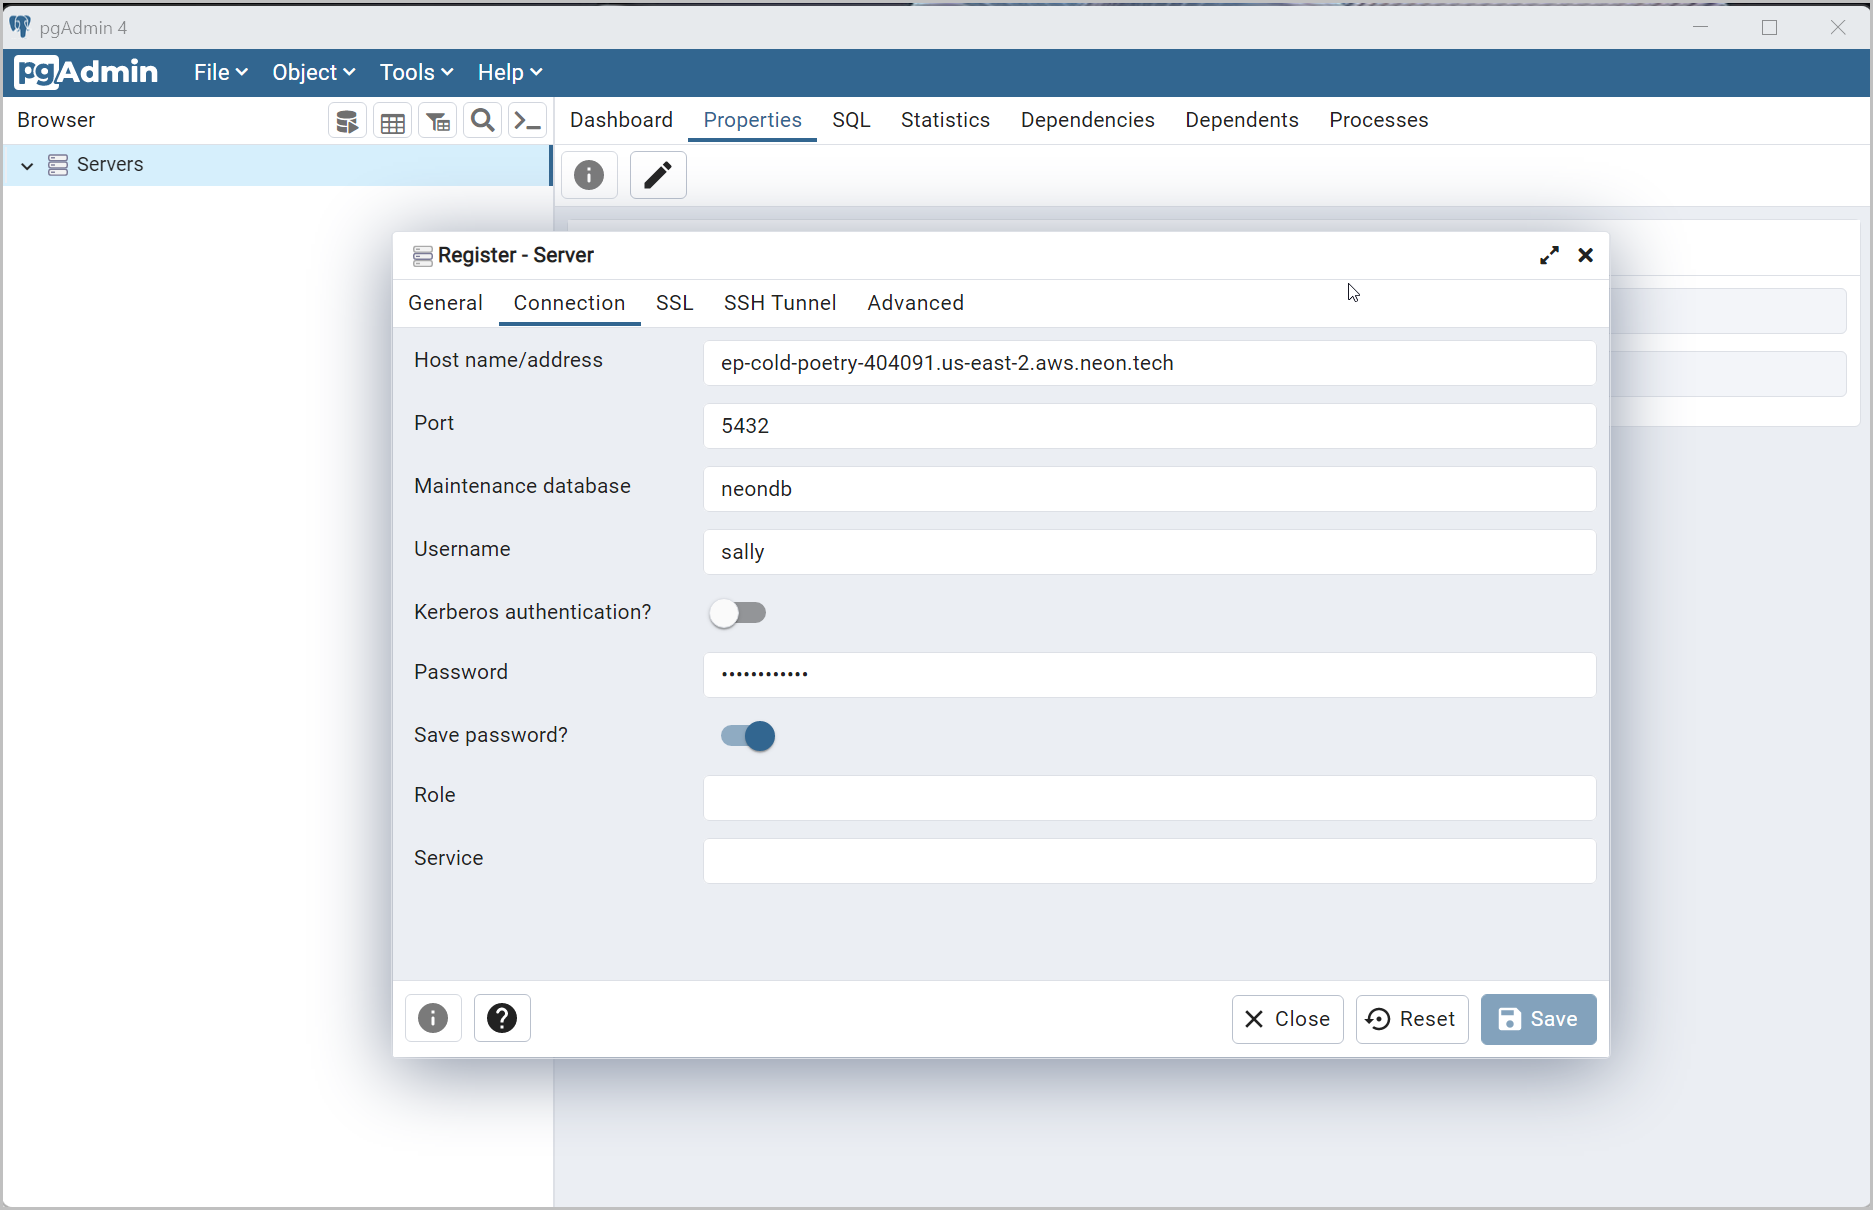 pgAdmin 4
pgAdmin File Object Tools Help
Browser
Dashboard Properties SQL Statistics Dependencies Dependents Processes
Servers
Register - Server
General Connection SSL SSH Tunnel Advanced
Host name/address ep-cold-poetry-404091.us-east-2.aws.neon.tech
Port 5432
Maintenance database neondb
Username sally
Kerberos authentication?
Password ••••••••••••
Save password?
Role
Service
Close Reset Save